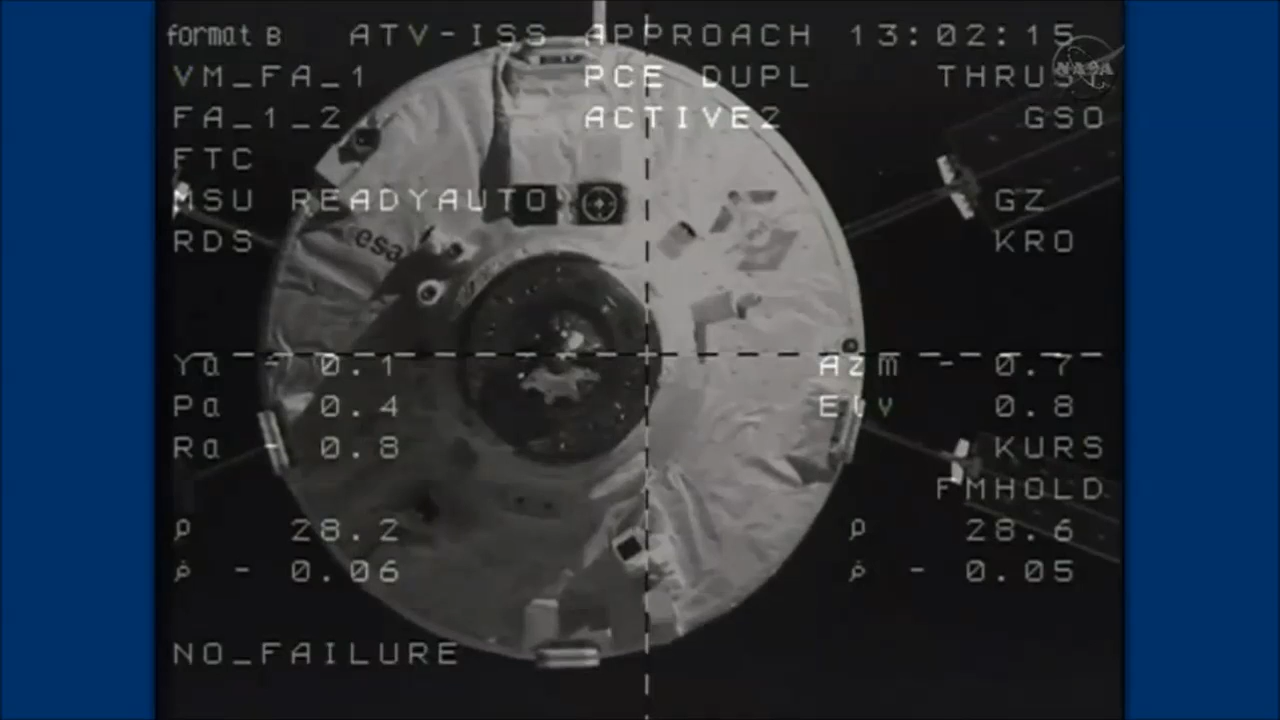 format B ATV-ISS APPROACH 13:02:15
NASA
VM_FA_1 PCE DUPL THRUS
FA_1_2 ACTIVE2 GSO
FTC
MSU READYAUTO GZ
RDS KRO
esa
Ya - 0.1 Azm - 0.7
Pa 0.4 Elv 0.8
Ra - 0.8 KURS
FMHOLD
ρ 28.2 ρ 28.6
ρ̇ - 0.06 ρ̇ - 0.05
NO_FAILURE